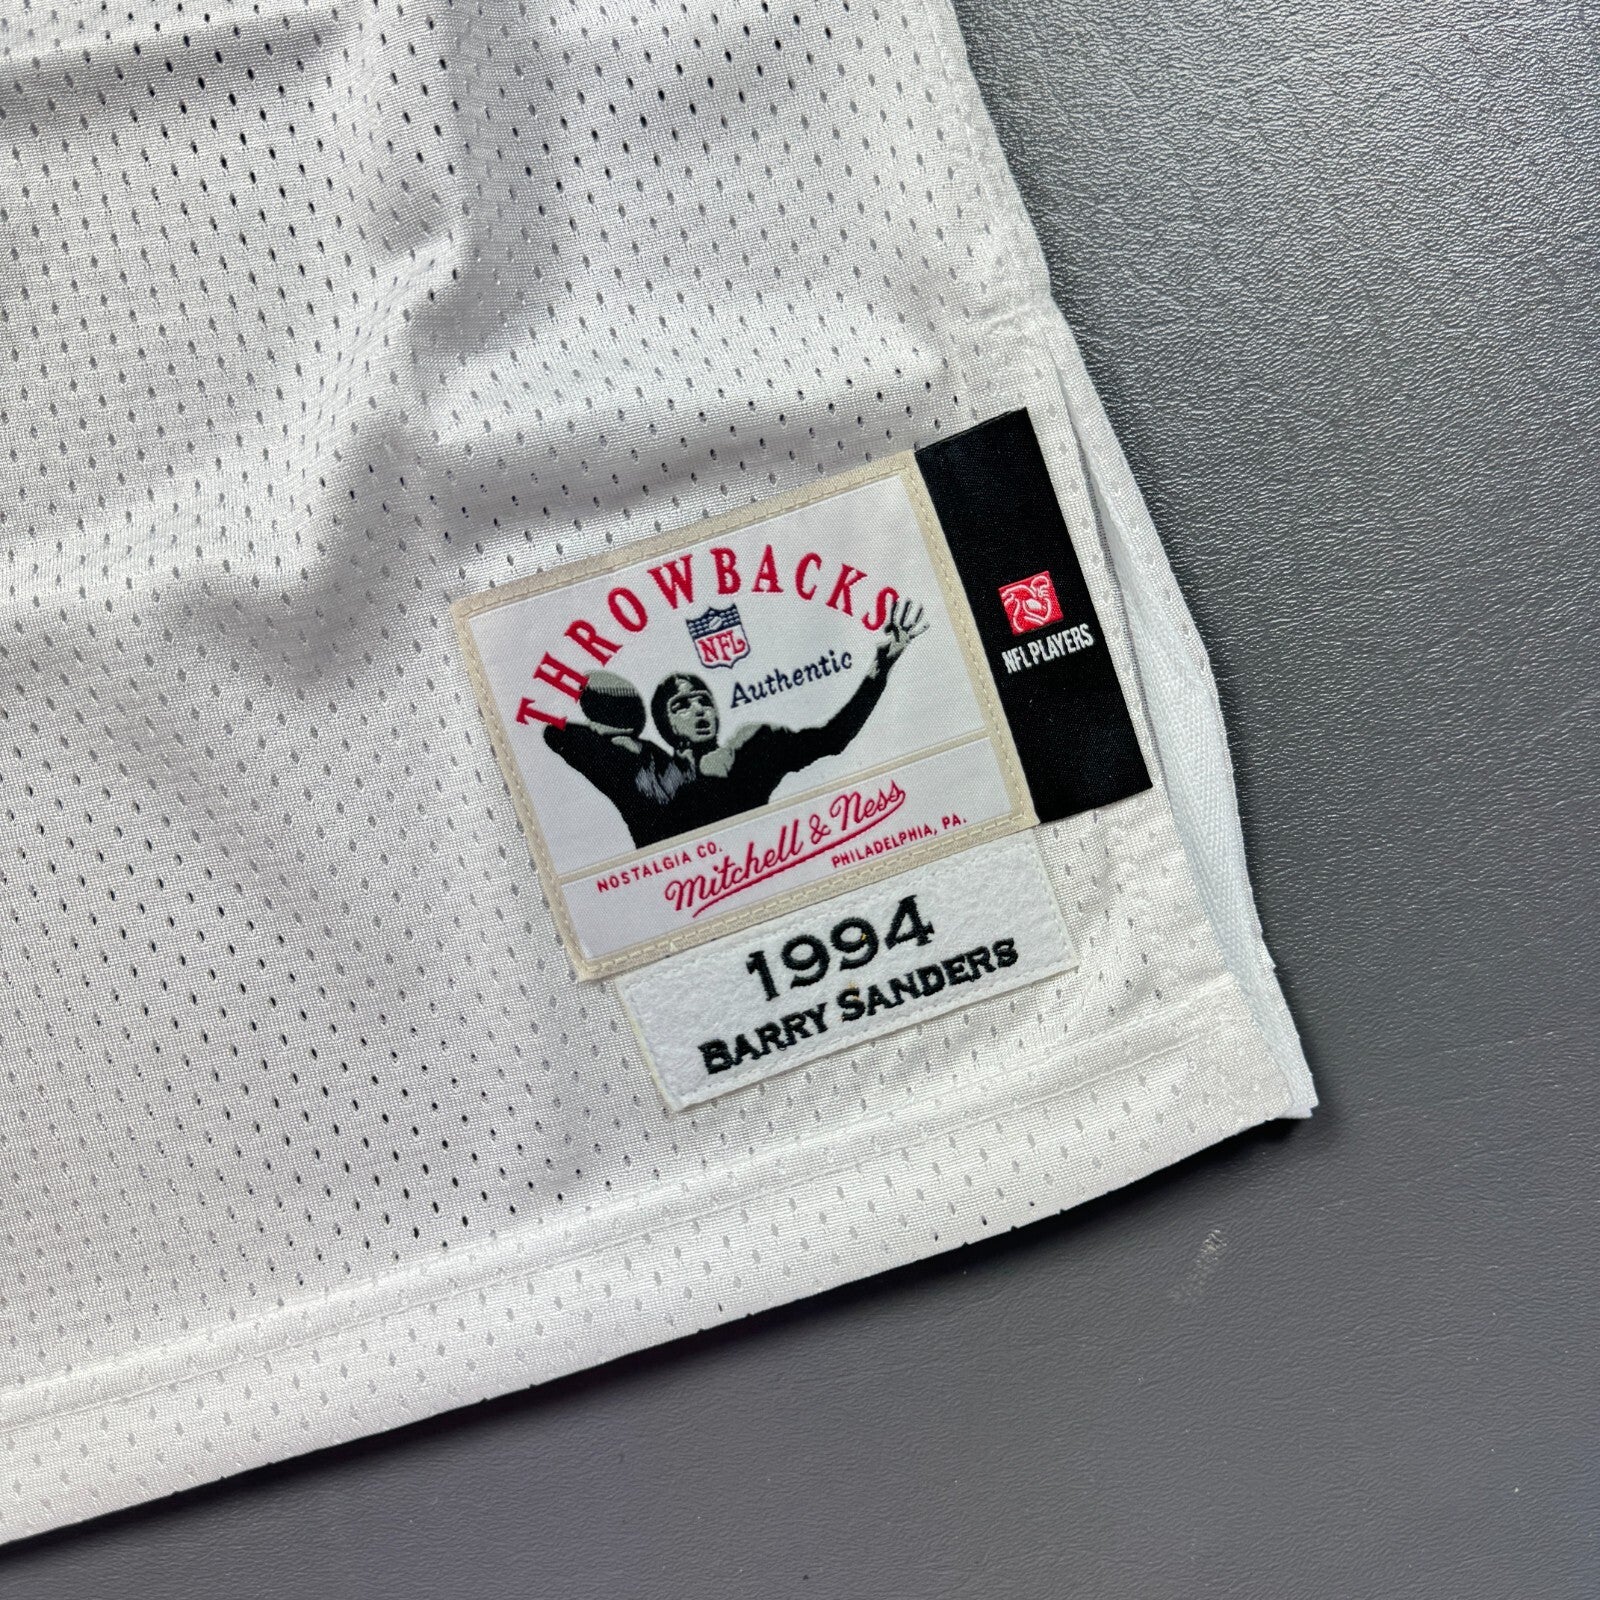 THROWBACKS
NFL
Authentic
NFL PLAYERS
NOSTALGIA CO. Mitchell & Ness PHILADELPHIA, PA.
1994
BARRY SANDERS